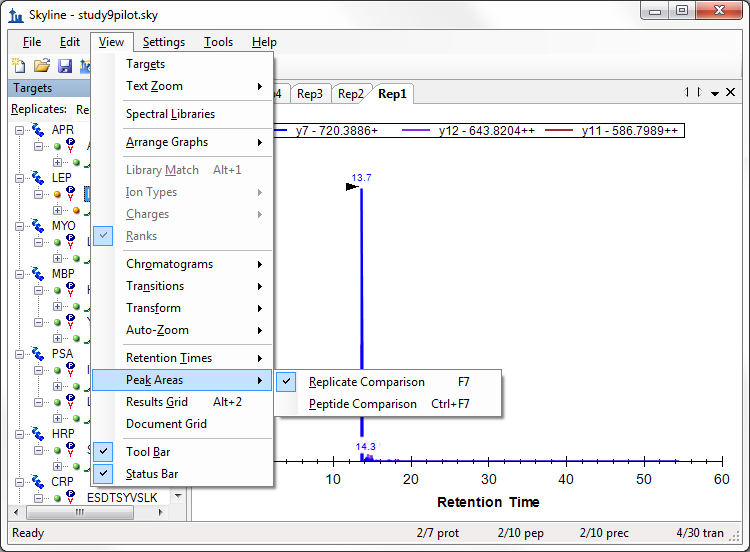 Skyline - study9pilot.sky
File Edit View Settings Tools Help
Targets
Replicates: Re
APR
LEP
MYO
L
MBP
H
Y
PSA
L
HRP
S
CRP
ESDTSYVSLK
Targets
Text Zoom
Spectral Libraries
Arrange Graphs
Library Match Alt+1
Ion Types
Charges
Ranks
Chromatograms
Transitions
Transform
Auto-Zoom
Retention Times
Peak Areas
Results Grid Alt+2
Document Grid
Tool Bar
Status Bar
Replicate Comparison F7
Peptide Comparison Ctrl+F7
4 Rep3 Rep2 Rep1
y7 - 720.3886+ y12 - 643.8204++ y11 - 586.7989++
13.7
14.3
10 20 30 40 50 60
Retention Time
Ready 2/7 prot 2/10 pep 2/10 prec 4/30 tran